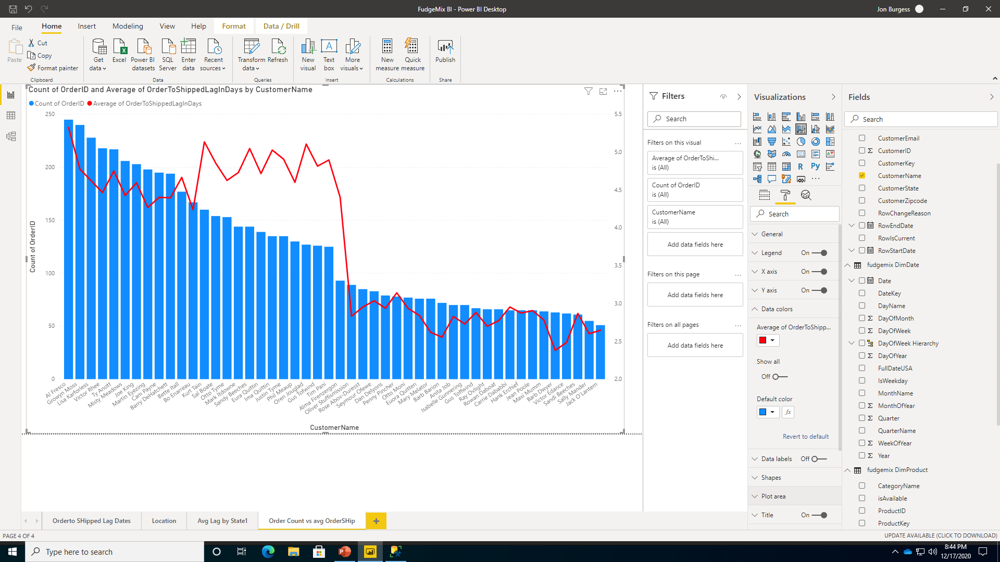 FudgeMix BI - Power BI Desktop
Jon Burgess
File
Home
Insert
Modeling
View
Help
Format
Data / Drill
Paste
Cut
Copy
Format painter
Clipboard
Get data
Excel
Power BI datasets
SQL Server
Enter data
Recent sources
Data
Transform data
Refresh
Queries
New visual
Text box
More visuals
Insert
New measure
Quick measure
Calculations
Publish
Share
Count of OrderID and Average of OrderToShippedLagInDays by CustomerName
Count of OrderID Average of OrderToShippedLagInDays
250
200
150
100
50
0
Count of OrderID
5.5
5.0
4.5
4.0
3.5
3.0
2.5
2.0
Al Fresco
Growyn Moss
Lisa Karforless
Victor Rhee
Ty Anott
Misty Meadows
Joe King
Martin Eyezing
Cam Payne
Barry DeHatchett
Bette Itall
Bo Enarreau
Kurt Tain
Sal Boate
Otto Tyme
Mark Itdowne
Sandy Beeches
Eura Quittin
Ima Quittin
Justin Tyme
Phil Meaup
Oren Jouglad
Gus Tofwind
Tim Pani
Alma Firenzergon
Oliver Stuffismission
Rose Abov-Duresst
Seymour Ofewe
Dan Delyons
Penny Pincher
Otto Moni
Euora Quitten
Mary Melator
Barb Barion
Anita Job
Isabelle Gunnering
Gus Toffwind
Ray Ovlight
Rowan Daboat
Carrie Dababbi
Hank Erchief
Jean Poole
Maxi Mumm
Barb Dwyer
Victor Edance
Sandi Beeches
Sally Mander
Jack O'Lantern
CustomerName
Filters
Search
Filters on this visual
Average of OrderToShi...
is (All)
Count of OrderID
is (All)
CustomerName
is (All)
Add data fields here
Filters on this page
Add data fields here
Filters on all pages
Add data fields here
Visualizations
123
R
Py
Search
General
Legend On
X axis On
Y axis On
Data colors
Average of OrderToShipp...
Show all
Off
Default color
fx
Revert to default
Data labels Off
Shapes
Plot area
Title On
Fields
Search
CustomerEmail
CustomerID
CustomerKey
CustomerName
CustomerState
CustomerZipcode
RowChangeReason
RowEndDate
RowIsCurrent
RowStartDate
fudgemix DimDate
Date
DateKey
DayName
DayOfMonth
DayOfWeek
DayOfWeek Hierarchy
DayOfYear
FullDateUSA
IsWeekday
MonthName
MonthOfYear
Quarter
QuarterName
WeekOfYear
Year
fudgemix DimProduct
CategoryName
isAvailable
ProductID
ProductKey
Orderto SHipped Lag Dates
Location
Avg Lag by State1
Order Count vs avg OrderSHip
PAGE 4 OF 4
UPDATE AVAILABLE (CLICK TO DOWNLOAD)
Type here to search
8:44 PM
12/17/2020